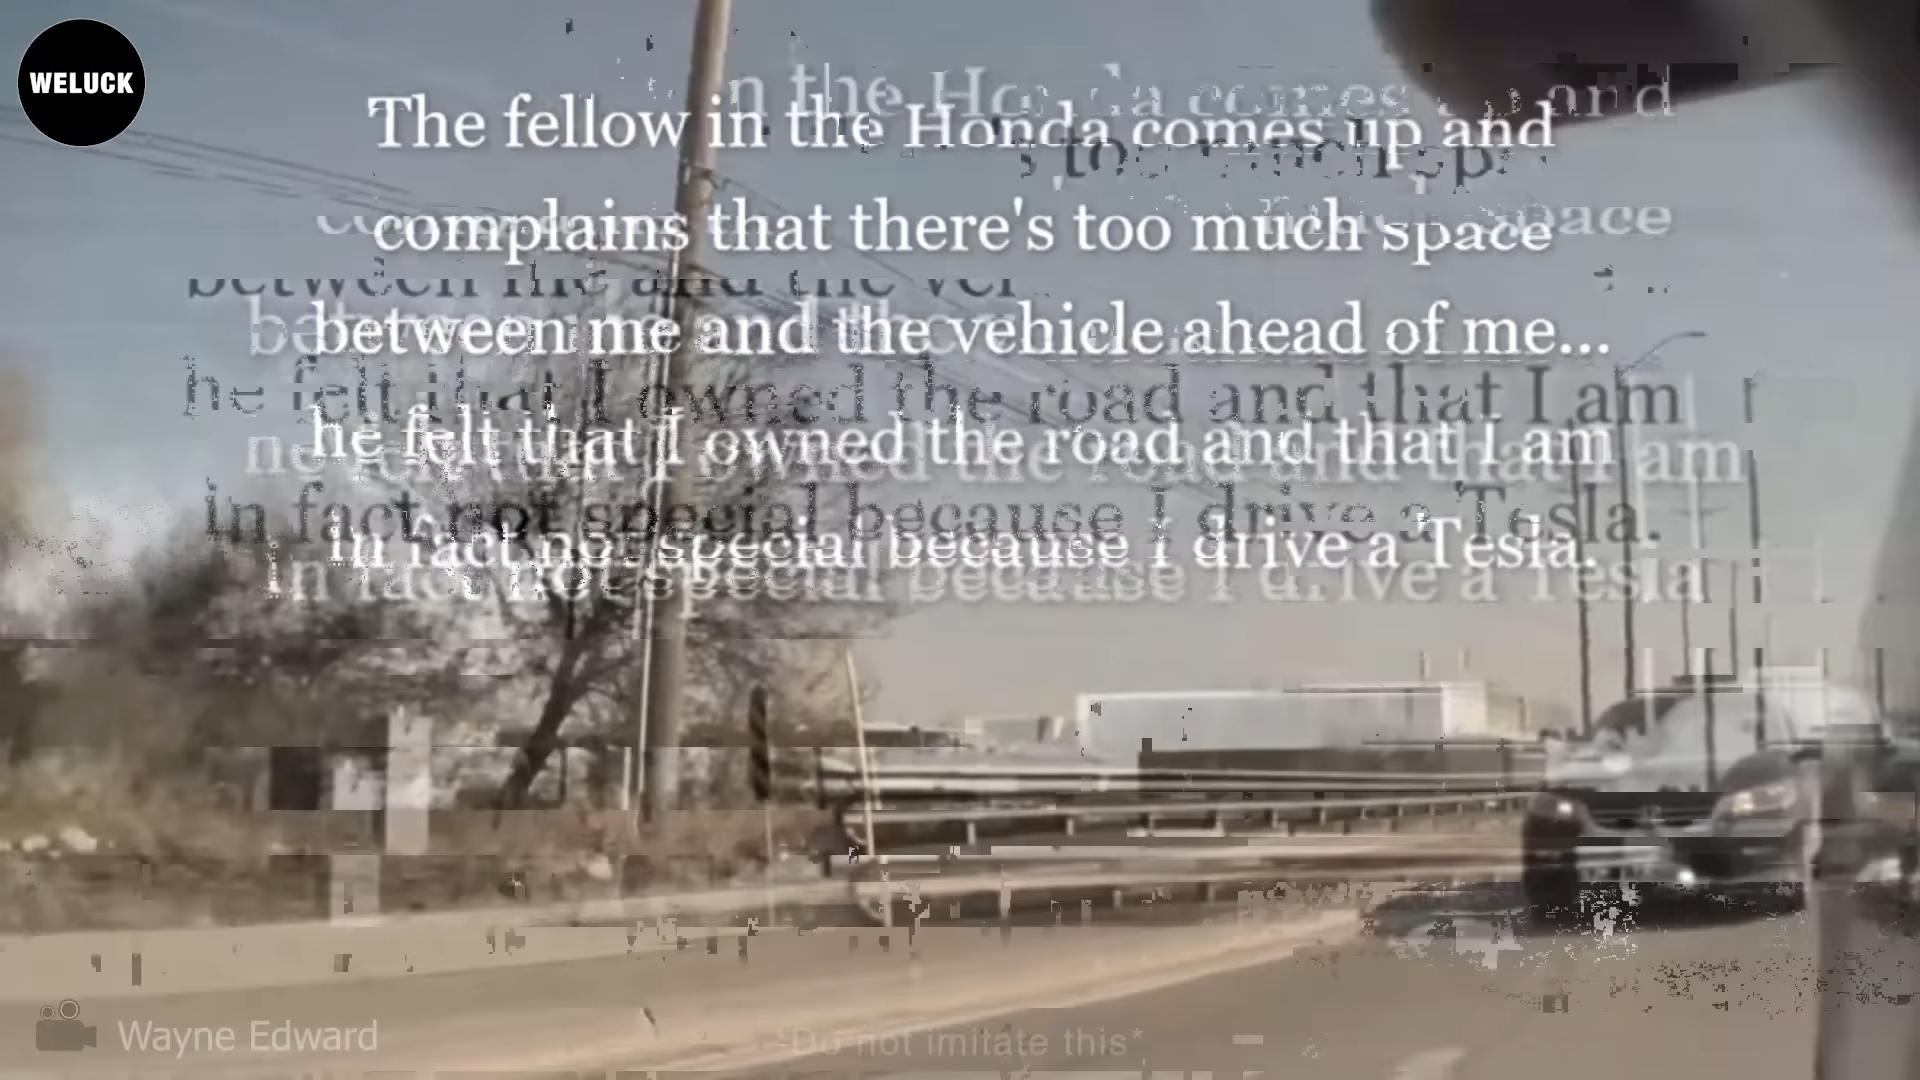 WELUCK
The fellow in the Honda comes up and
complains that there's too much space
between me and the vehicle ahead of me...
he felt that I owned the road and that I am
in fact not special because I drive a Tesla.
Wayne Edward
*Do not imitate this*